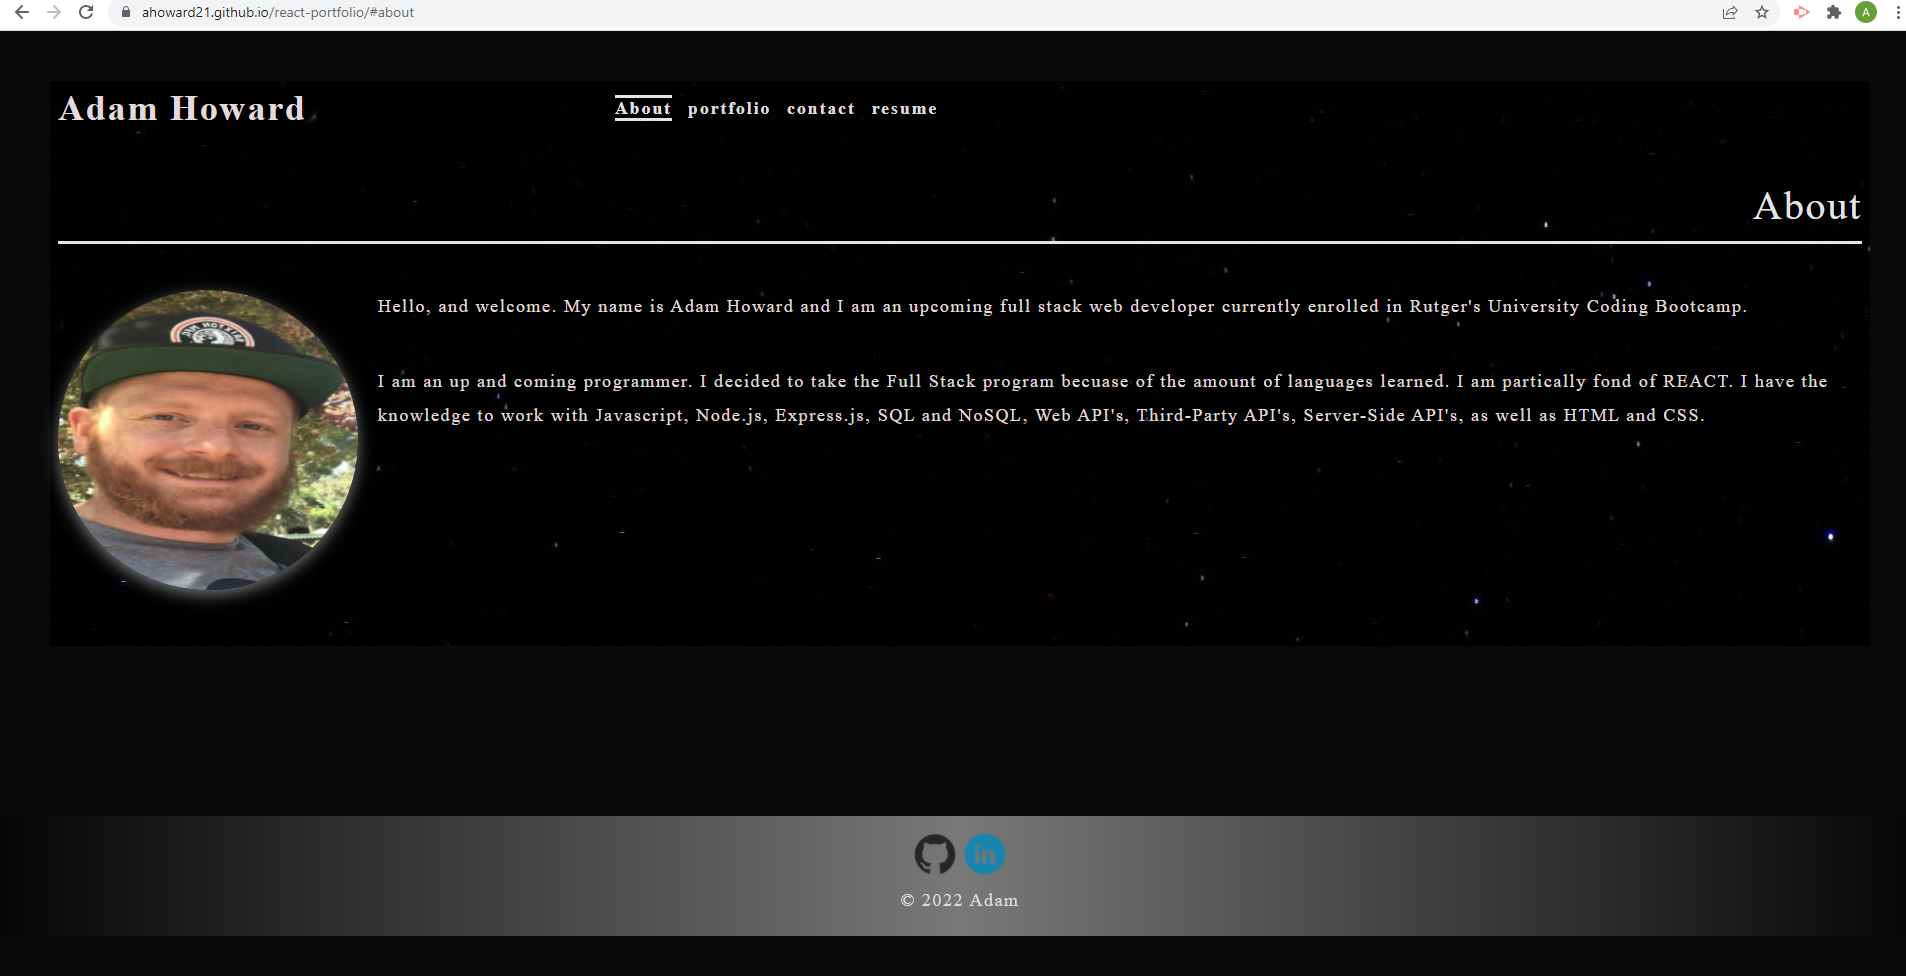 ahoward21.github.io/react-portfolio/#about
A
Adam Howard
About portfolio contact resume
About
Hello, and welcome. My name is Adam Howard and I am an upcoming full stack web developer currently enrolled in Rutger's University Coding Bootcamp.
I am an up and coming programmer. I decided to take the Full Stack program becuase of the amount of languages learned. I am partically fond of REACT. I have the
knowledge to work with Javascript, Node.js, Express.js, SQL and NoSQL, Web API's, Third-Party API's, Server-Side API's, as well as HTML and CSS.
in
© 2022 Adam